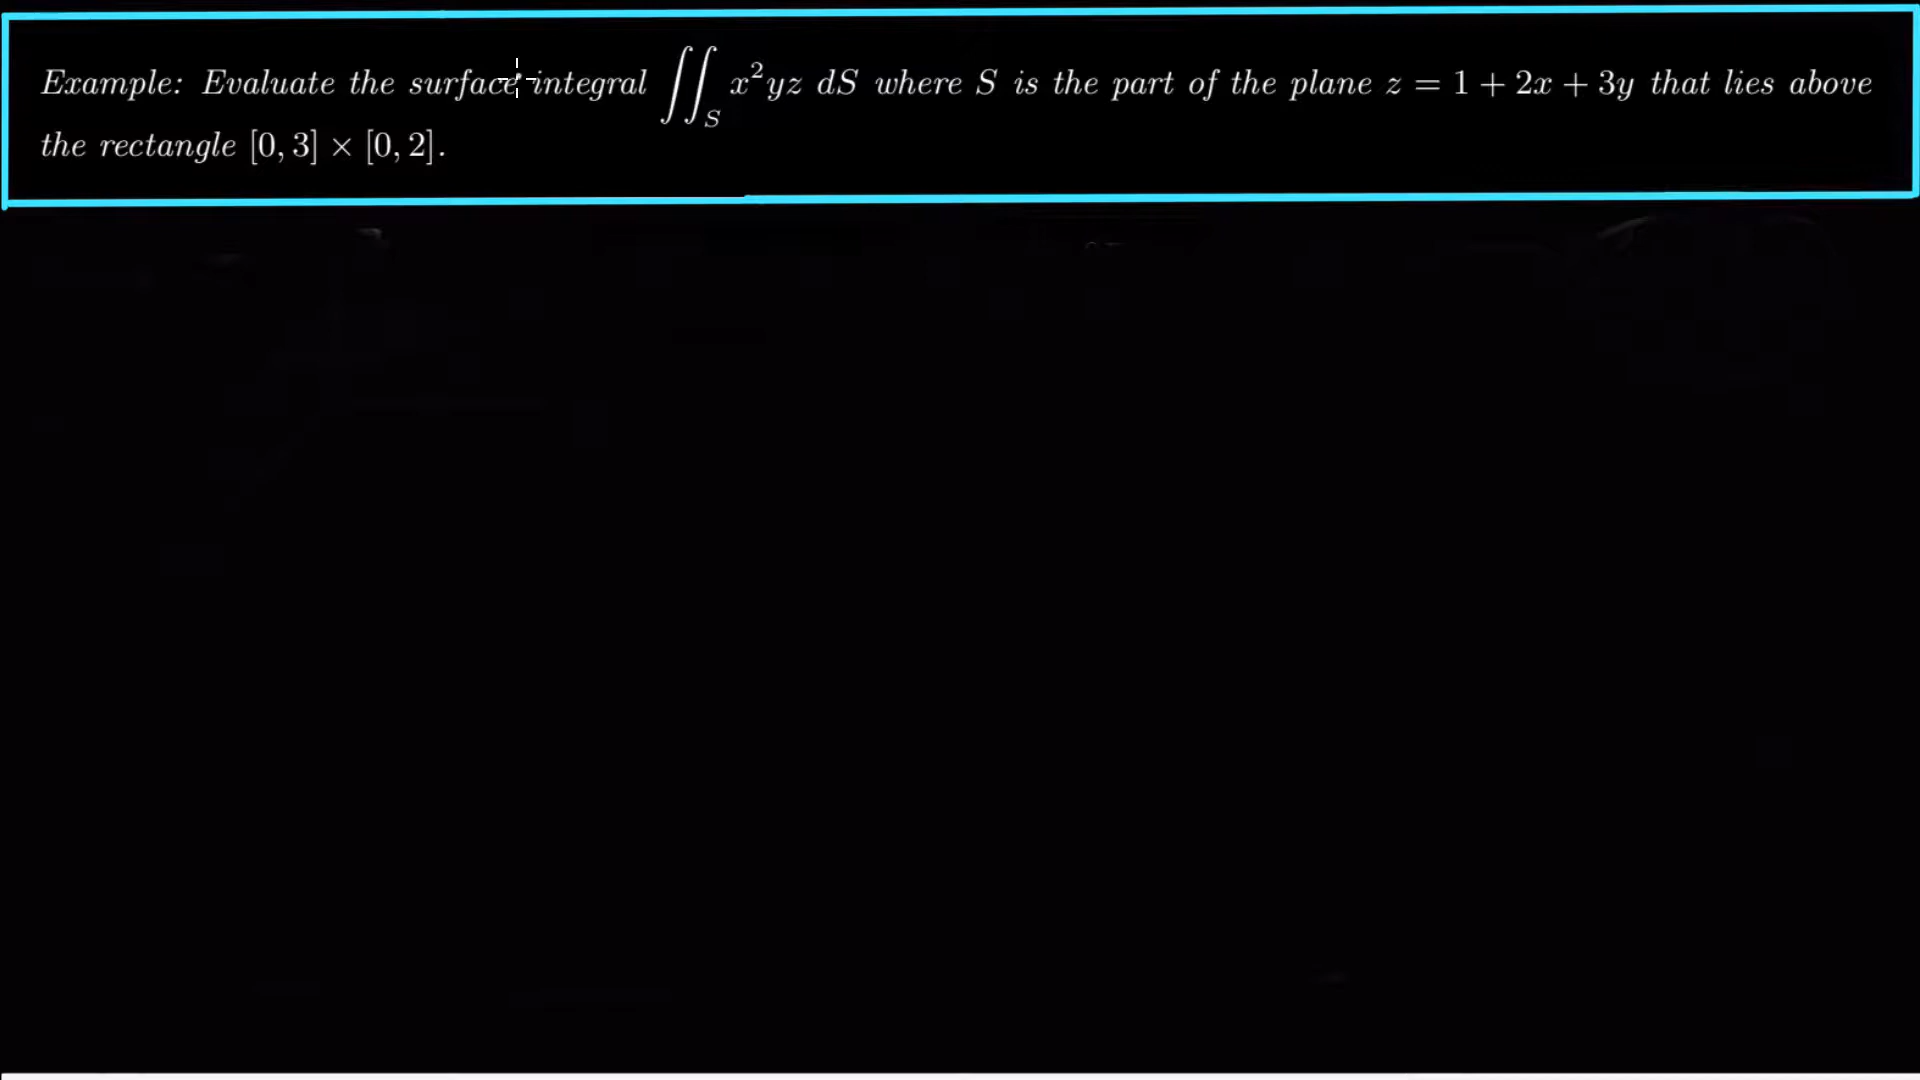 Example: Evaluate the surface integral ∬_S x²yz dS where S is the part of the plane z = 1 + 2x + 3y that lies above
the rectangle [0, 3] × [0, 2].